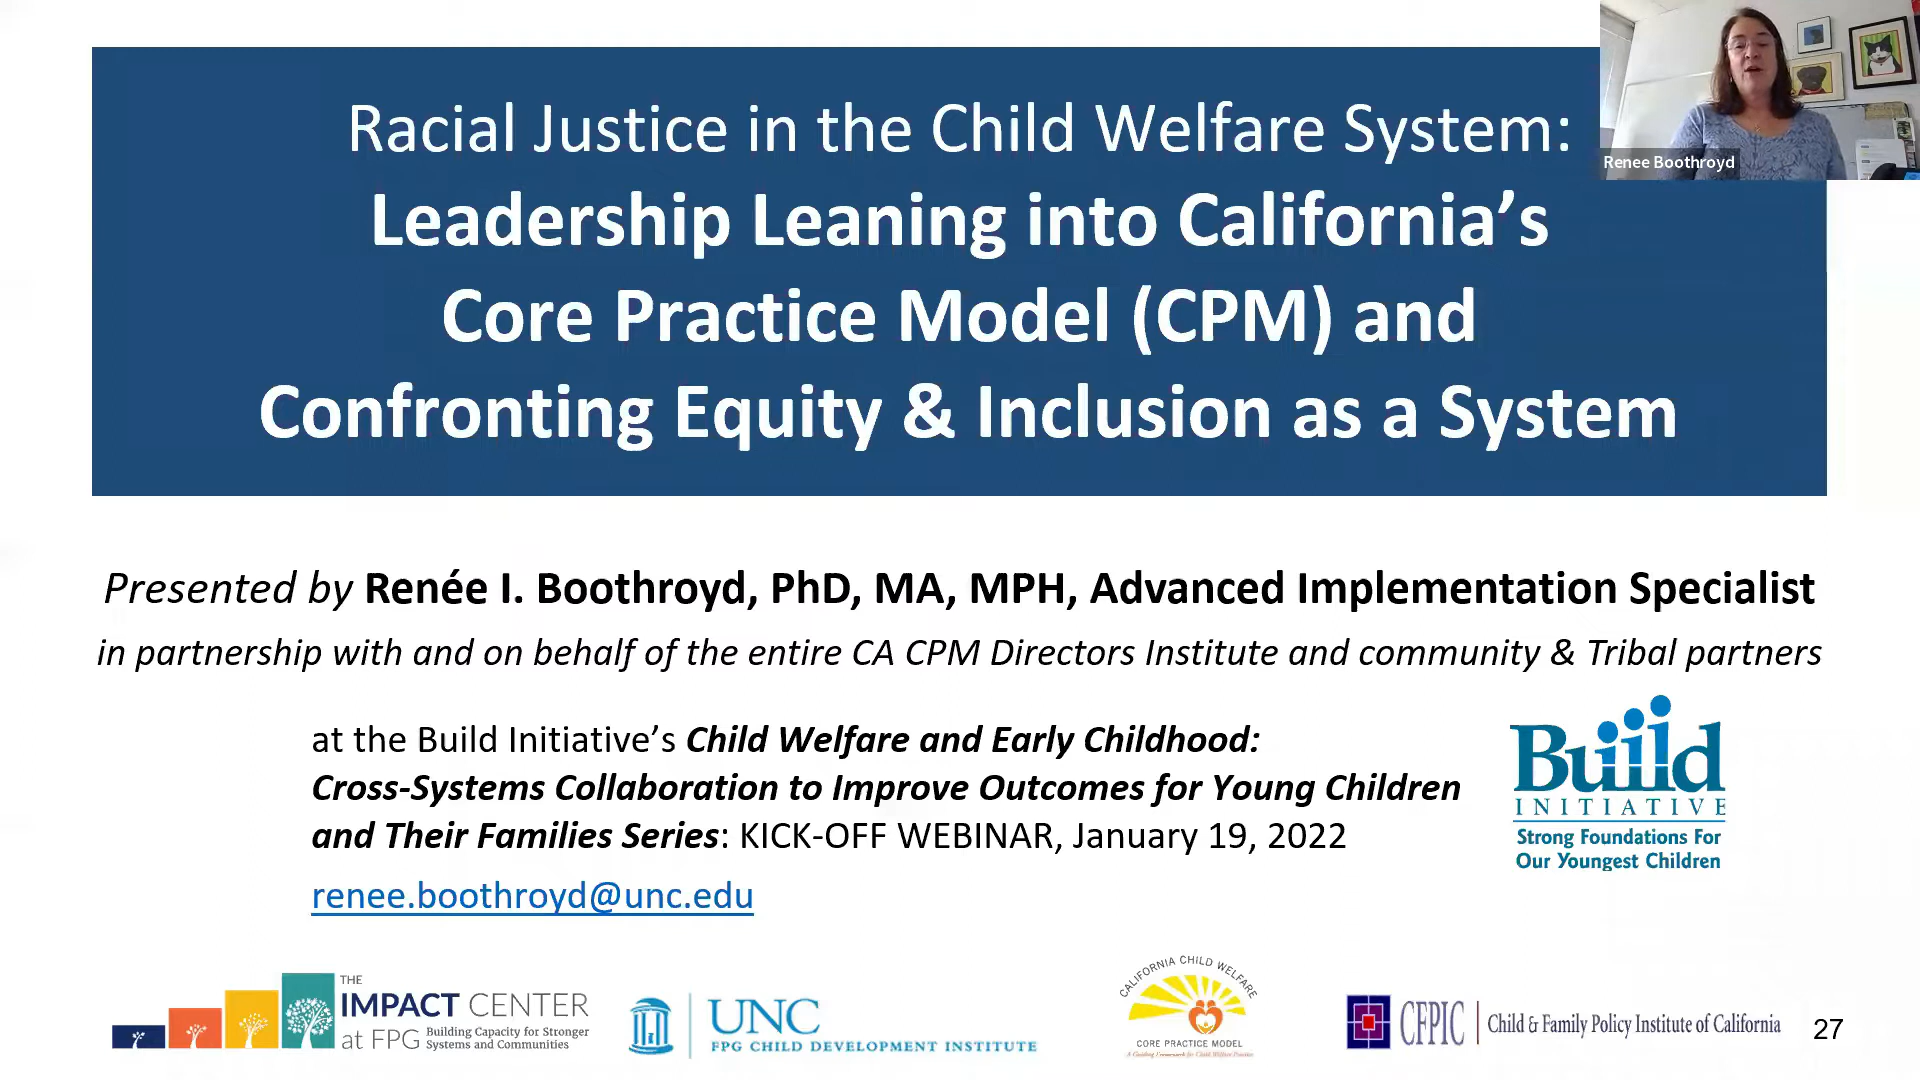 Racial Justice in the Child Welfare System:
Leadership Leaning into California's
Core Practice Model (CPM) and
Confronting Equity & Inclusion as a System
Renee Boothroyd
Presented by Renée I. Boothroyd, PhD, MA, MPH, Advanced Implementation Specialist
in partnership with and on behalf of the entire CA CPM Directors Institute and community & Tribal partners
at the Build Initiative's Child Welfare and Early Childhood:
Cross-Systems Collaboration to Improve Outcomes for Young Children
and Their Families Series: KICK-OFF WEBINAR, January 19, 2022
renee.boothroyd@unc.edu
Build
INITIATIVE
Strong Foundations For
Our Youngest Children
THE
IMPACT CENTER
at FPG
Building Capacity for Stronger
Systems and Communities
UNC
FPG CHILD DEVELOPMENT INSTITUTE
CALIFORNIA CHILD WELFARE
CORE PRACTICE MODEL
A Guiding Framework for Child Welfare Practice
CFPIC
Child & Family Policy Institute of California
27